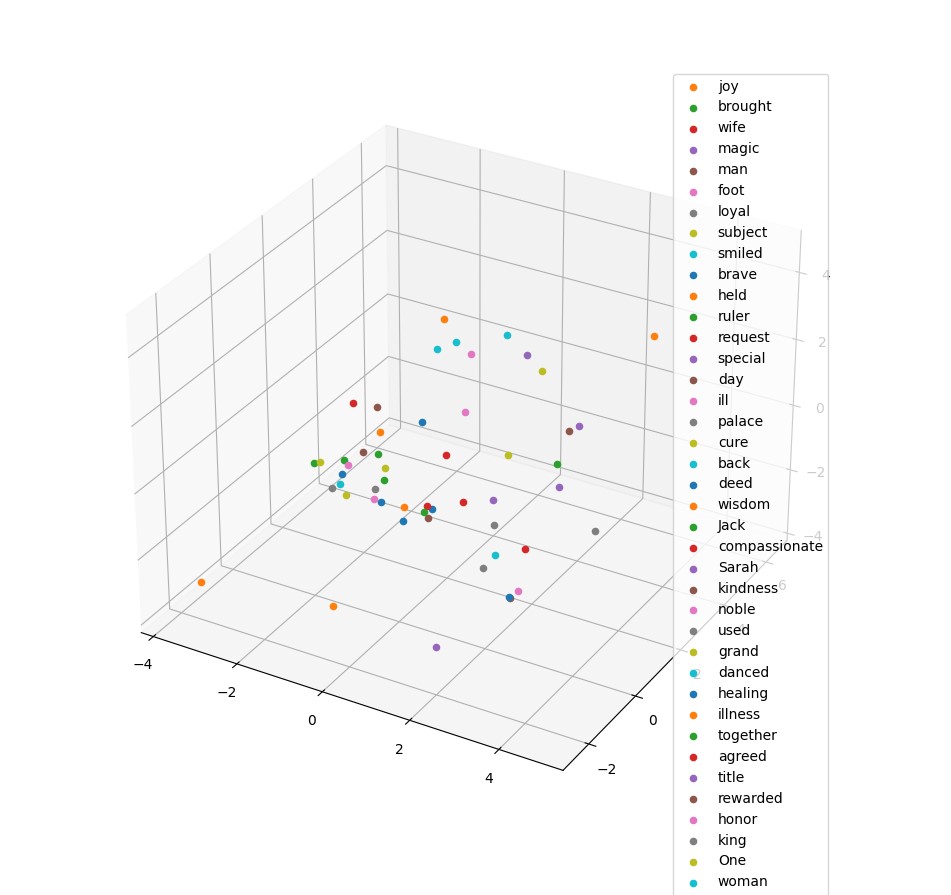 joy
brought
wife
magic
man
foot
loyal
subject
smiled
brave
held
ruler
request
special
day
ill
palace
cure
back
deed
wisdom
Jack
compassionate
Sarah
kindness
noble
used
grand
danced
healing
illness
together
agreed
title
rewarded
honor
king
One
woman
4
2
0
−2
−4
6
2
0
−2
−4
−2
0
2
4